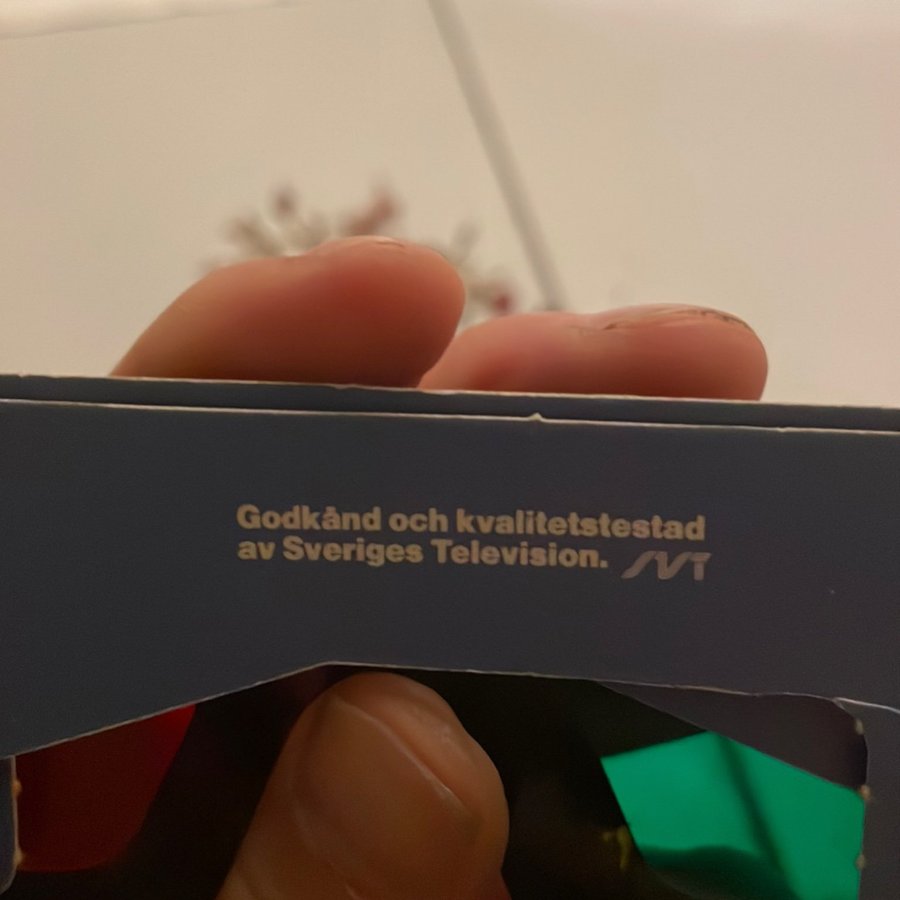 Godkånd och kvalitetstestad
av Sveriges Television. SVT